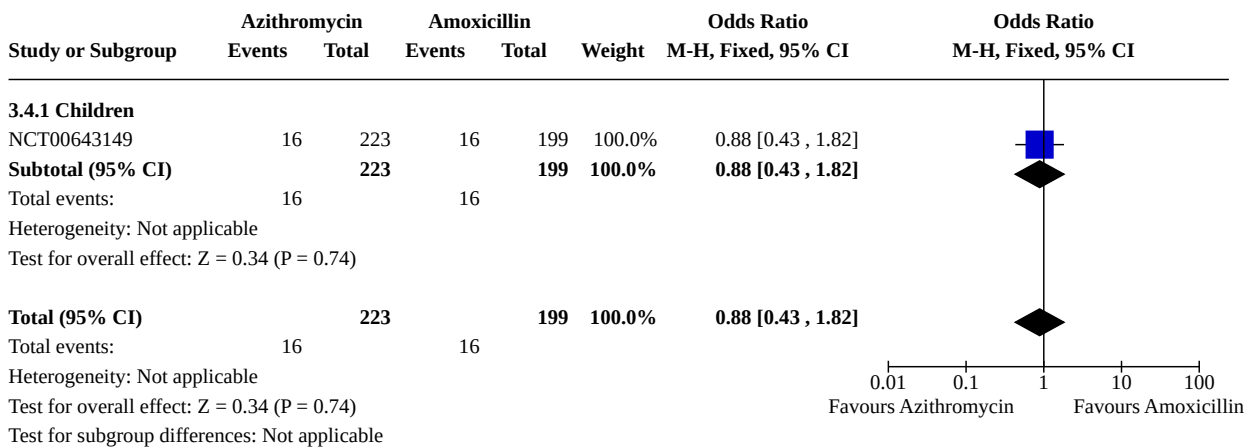 Azithromycin Amoxicillin Odds Ratio Odds Ratio
Study or Subgroup Events Total Events Total Weight M-H, Fixed, 95% CI M-H, Fixed, 95% CI
3.4.1 Children
NCT00643149 16 223 16 199 100.0% 0.88 [0.43 , 1.82]
Subtotal (95% CI) 223 199 100.0% 0.88 [0.43 , 1.82]
Total events: 16 16
Heterogeneity: Not applicable
Test for overall effect: Z = 0.34 (P = 0.74)
Total (95% CI) 223 199 100.0% 0.88 [0.43 , 1.82]
Total events: 16 16
Heterogeneity: Not applicable 0.01 0.1 1 10 100
Test for overall effect: Z = 0.34 (P = 0.74) Favours Azithromycin Favours Amoxicillin
Test for subgroup differences: Not applicable